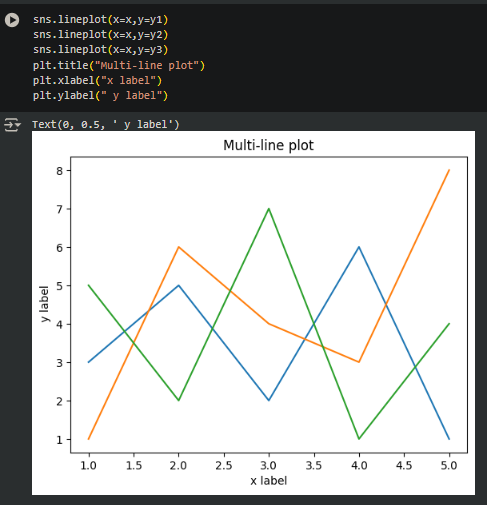 sns.lineplot(x=x,y=y1)
sns.lineplot(x=x,y=y2)
sns.lineplot(x=x,y=y3)
plt.title("Multi-line plot")
plt.xlabel("x label")
plt.ylabel(" y label")
Text(0, 0.5, ' y label')
Multi-line plot
8
7
6
5
4
3
2
1
y label
1.0 1.5 2.0 2.5 3.0 3.5 4.0 4.5 5.0
x label